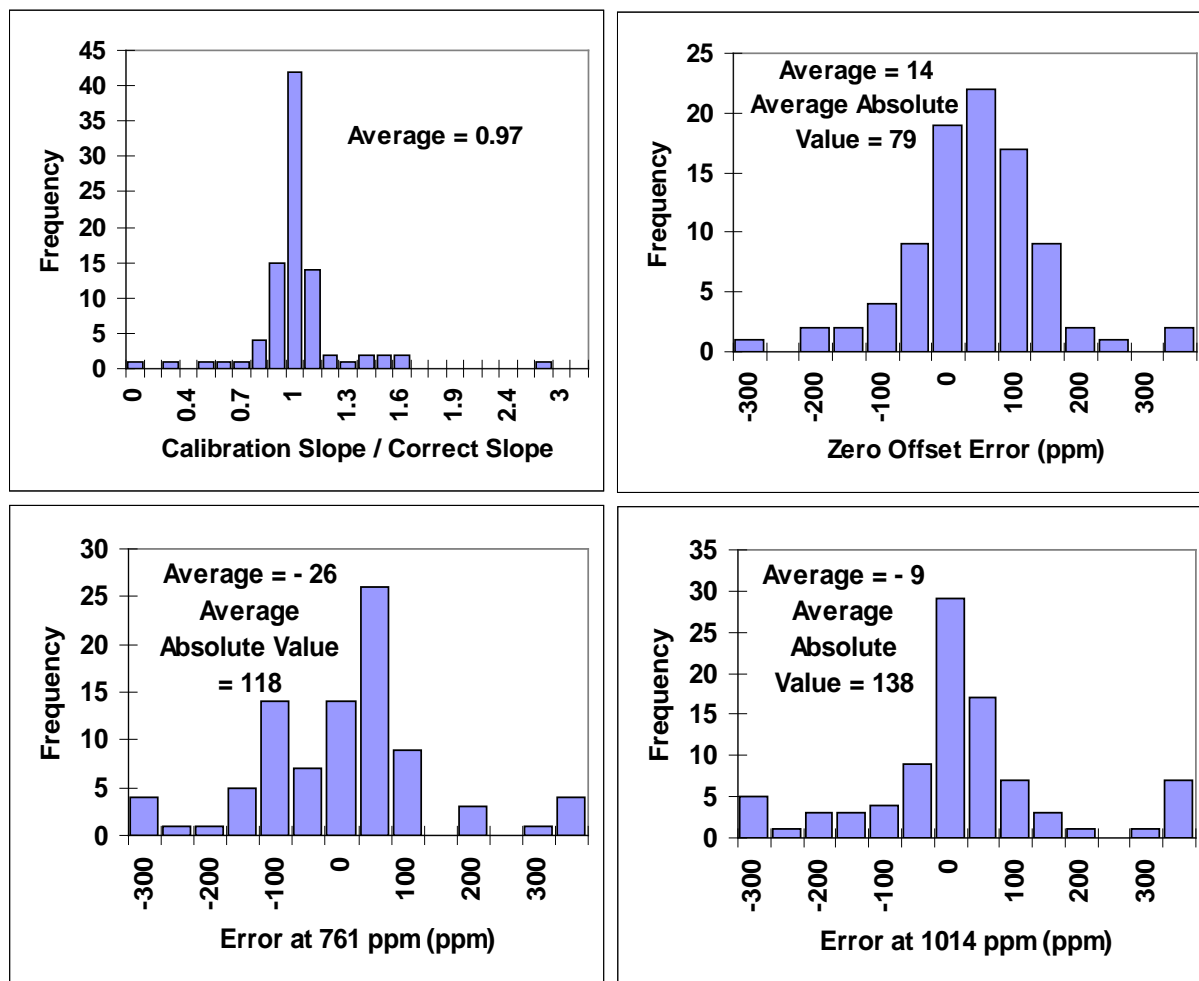 45
40
35
30
25
20
15
10
5
0
Frequency
Average = 0.97
0 0.4 0.7 1 1.3 1.6 1.9 2.4 3
Calibration Slope / Correct Slope
25
20
15
10
5
0
Frequency
Average = 14
Average Absolute
Value = 79
-300 -200 -100 0 100 200 300
Zero Offset Error (ppm)
30
25
20
15
10
5
0
Frequency
Average = - 26
Average
Absolute Value
= 118
-300 -200 -100 0 100 200 300
Error at 761 ppm (ppm)
35
30
25
20
15
10
5
0
Frequency
Average = - 9
Average
Absolute
Value = 138
-300 -200 -100 0 100 200 300
Error at 1014 ppm (ppm)